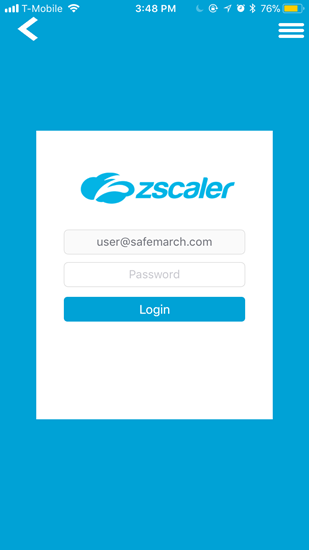 T-Mobile 3:48 PM 76%
zscaler
user@safemarch.com
Password
Login